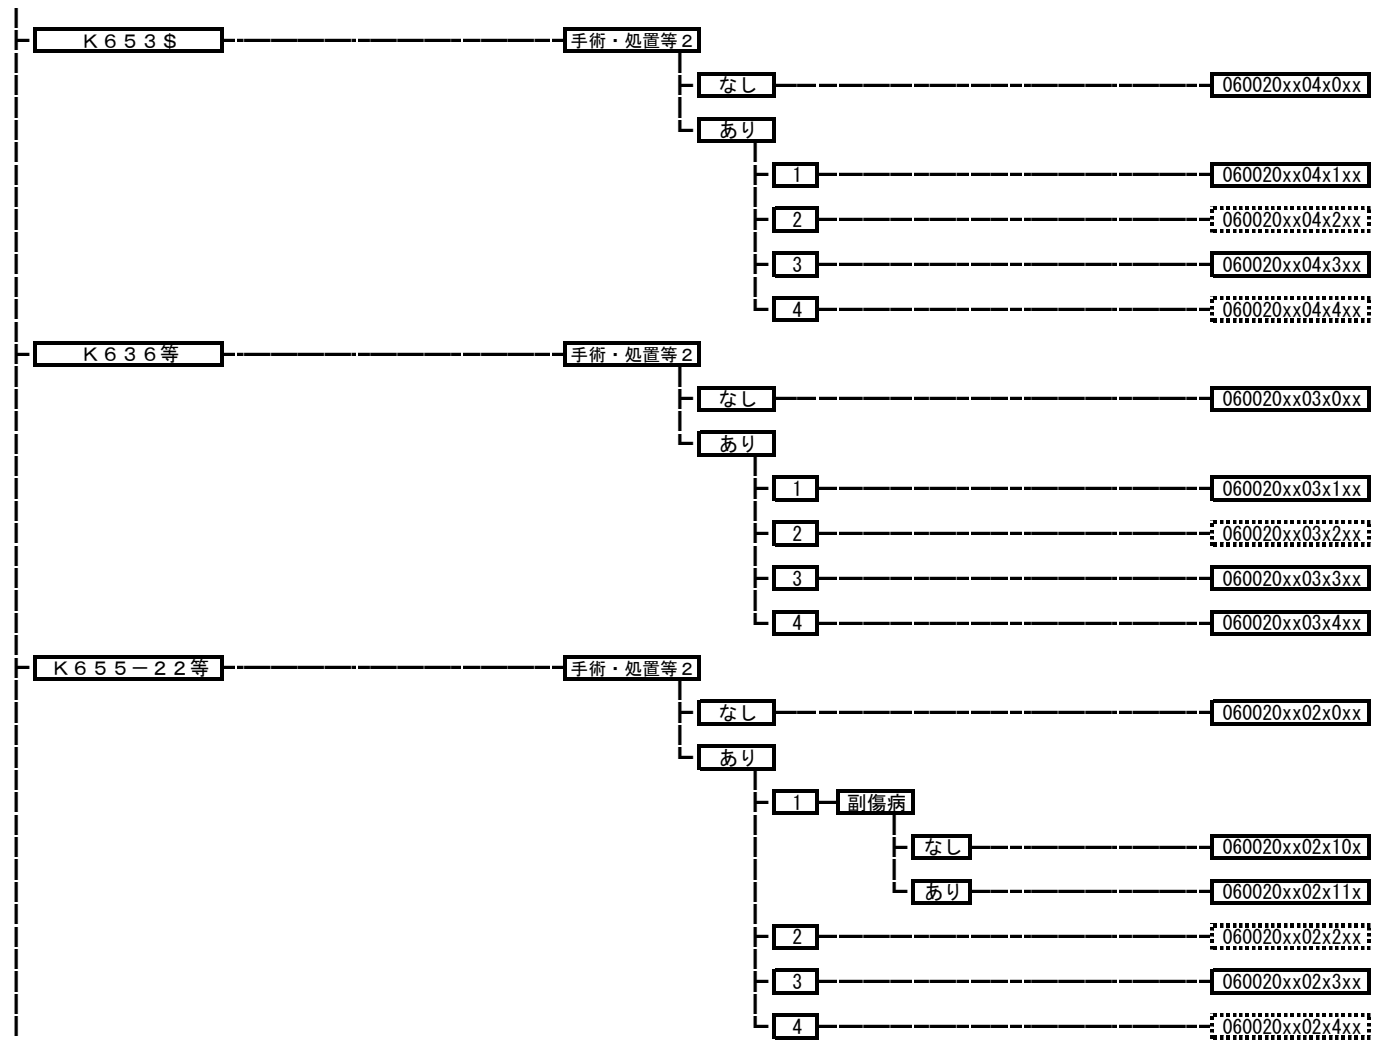 Ｋ６５３＄ 手術・処置等２
なし 060020xx04x0xx
あり
1 060020xx04x1xx
2 060020xx04x2xx
3 060020xx04x3xx
4 060020xx04x4xx
Ｋ６３６等 手術・処置等２
なし 060020xx03x0xx
あり
1 060020xx03x1xx
2 060020xx03x2xx
3 060020xx03x3xx
4 060020xx03x4xx
Ｋ６５５－２２等 手術・処置等２
なし 060020xx02x0xx
あり
1 副傷病
なし 060020xx02x10x
あり 060020xx02x11x
2 060020xx02x2xx
3 060020xx02x3xx
4 060020xx02x4xx